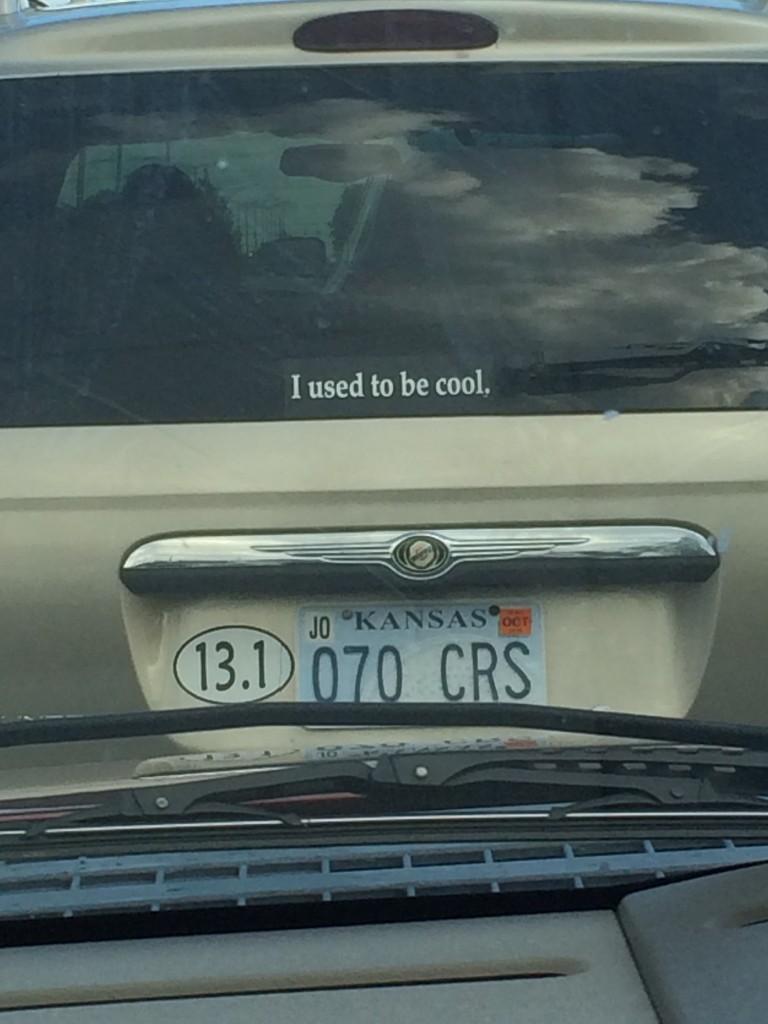 I used to be cool.
JO KANSAS OCT
13.1 070 CRS